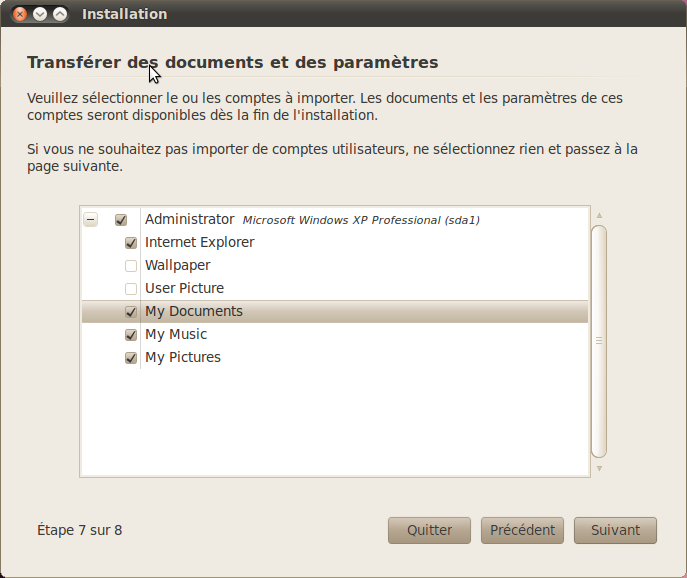 Installation
Transférer des documents et des paramètres
Veuillez sélectionner le ou les comptes à importer. Les documents et les paramètres de ces
comptes seront disponibles dès la fin de l'installation.
Si vous ne souhaitez pas importer de comptes utilisateurs, ne sélectionnez rien et passez à la
page suivante.
Administrator Microsoft Windows XP Professional (sda1)
Internet Explorer
Wallpaper
User Picture
My Documents
My Music
My Pictures
Étape 7 sur 8 Quitter Précédent Suivant